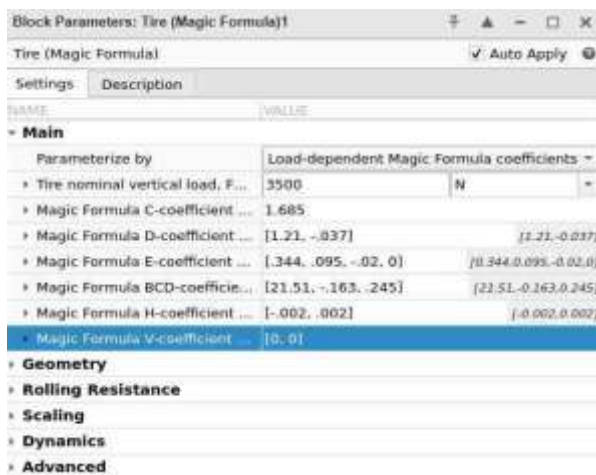 Block Parameters: Tire (Magic Formula)1
Tire (Magic Formula) Auto Apply
Settings Description
NAME VALUE
Main
Parameterize by Load-dependent Magic Formula coefficients
Tire nominal vertical load, F... 3500 N
Magic Formula C-coefficient ... 1.685
Magic Formula D-coefficient ... [1.21, -.037] [1.21,-0.037]
Magic Formula E-coefficient ... [.344, .095, -.02, 0] [0.344,0.095,-0.02,0]
Magic Formula BCD-coefficie... [21.51, -.163, .245] [21.51,-0.163,0.245]
Magic Formula H-coefficient ... [-.002, .002] [-0.002,0.002]
Magic Formula V-coefficient ... [0, 0]
Geometry
Rolling Resistance
Scaling
Dynamics
Advanced